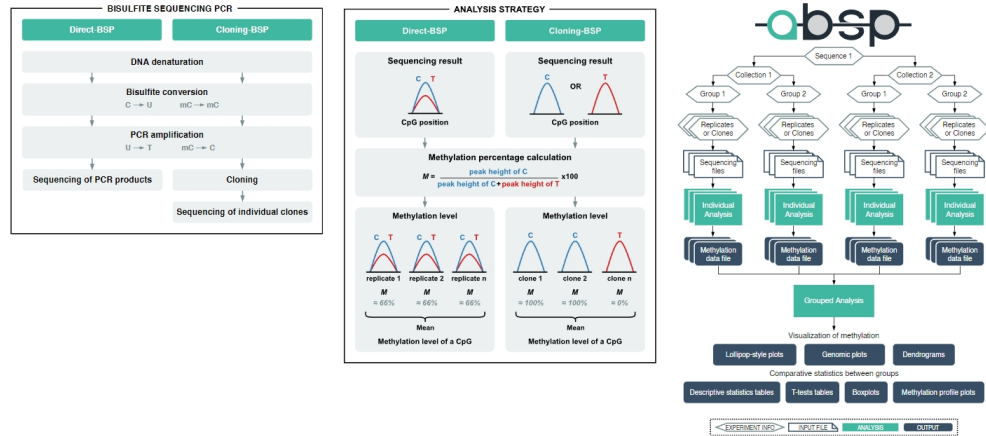 BISULFITE SEQUENCING PCR
Direct-BSP
Cloning-BSP
DNA denaturation
Bisulfite conversion
C → U mC → mC
PCR amplification
U → T mC → C
Sequencing of PCR products
Cloning
Sequencing of individual clones
ANALYSIS STRATEGY
Direct-BSP
Cloning-BSP
Sequencing result
C T
CpG position
Sequencing result
C OR T
CpG position
Methylation percentage calculation
peak height of C
M = x100
peak height of C + peak height of T
Methylation level
C T C T C T
replicate 1 replicate 2 replicate n
M M M
≈ 66% ≈ 66% ≈ 66%
Mean
Methylation level of a CpG
Methylation level
C C T
clone 1 clone 2 clone n
M M M
≈ 100% ≈ 100% ≈ 0%
Mean
Methylation level of a CpG
absp
Sequence 1
Collection 1 Collection 2
Group 1 Group 2 Group 1 Group 2
Replicates Replicates Replicates Replicates
or Clones or Clones or Clones or Clones
Sequencing Sequencing Sequencing Sequencing
files files files files
Individual Individual Individual Individual
Analysis Analysis Analysis Analysis
Methylation Methylation Methylation Methylation
data file data file data file data file
Grouped Analysis
Visualization of methylation
Lollipop-style plots Genomic plots Dendrograms
Comparative statistics between groups
Descriptive statistics tables T-tests tables Boxplots Methylation profile plots
EXPERIMENT INFO INPUT FILE ANALYSIS OUTPUT